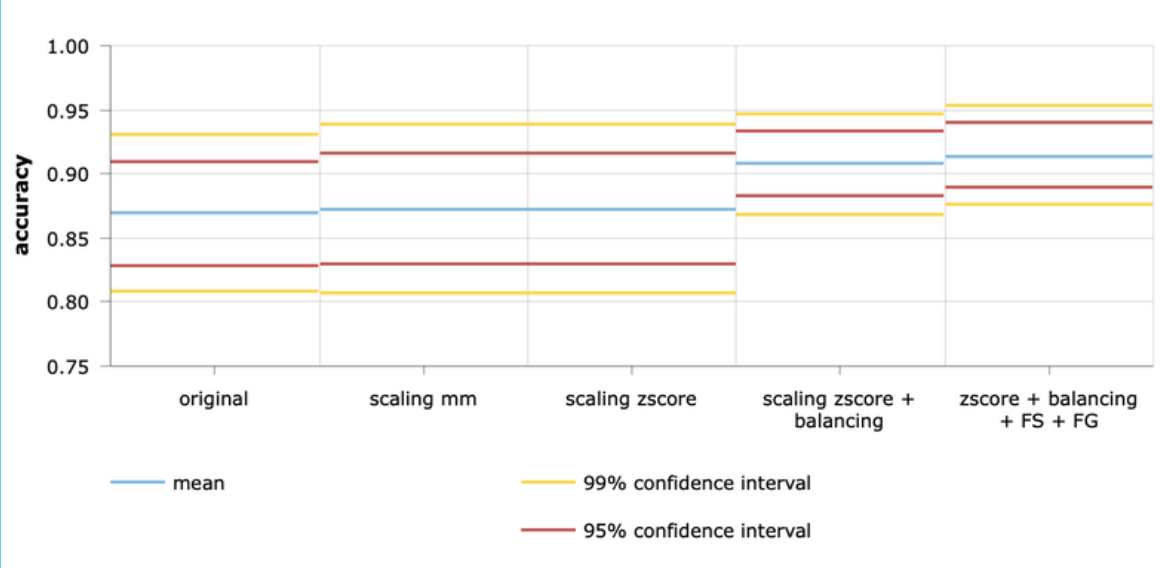 1.00
0.95
0.90
0.85
0.80
0.75
accuracy
original
scaling mm
scaling zscore
scaling zscore +
balancing
zscore + balancing
+ FS + FG
mean
99% confidence interval
95% confidence interval